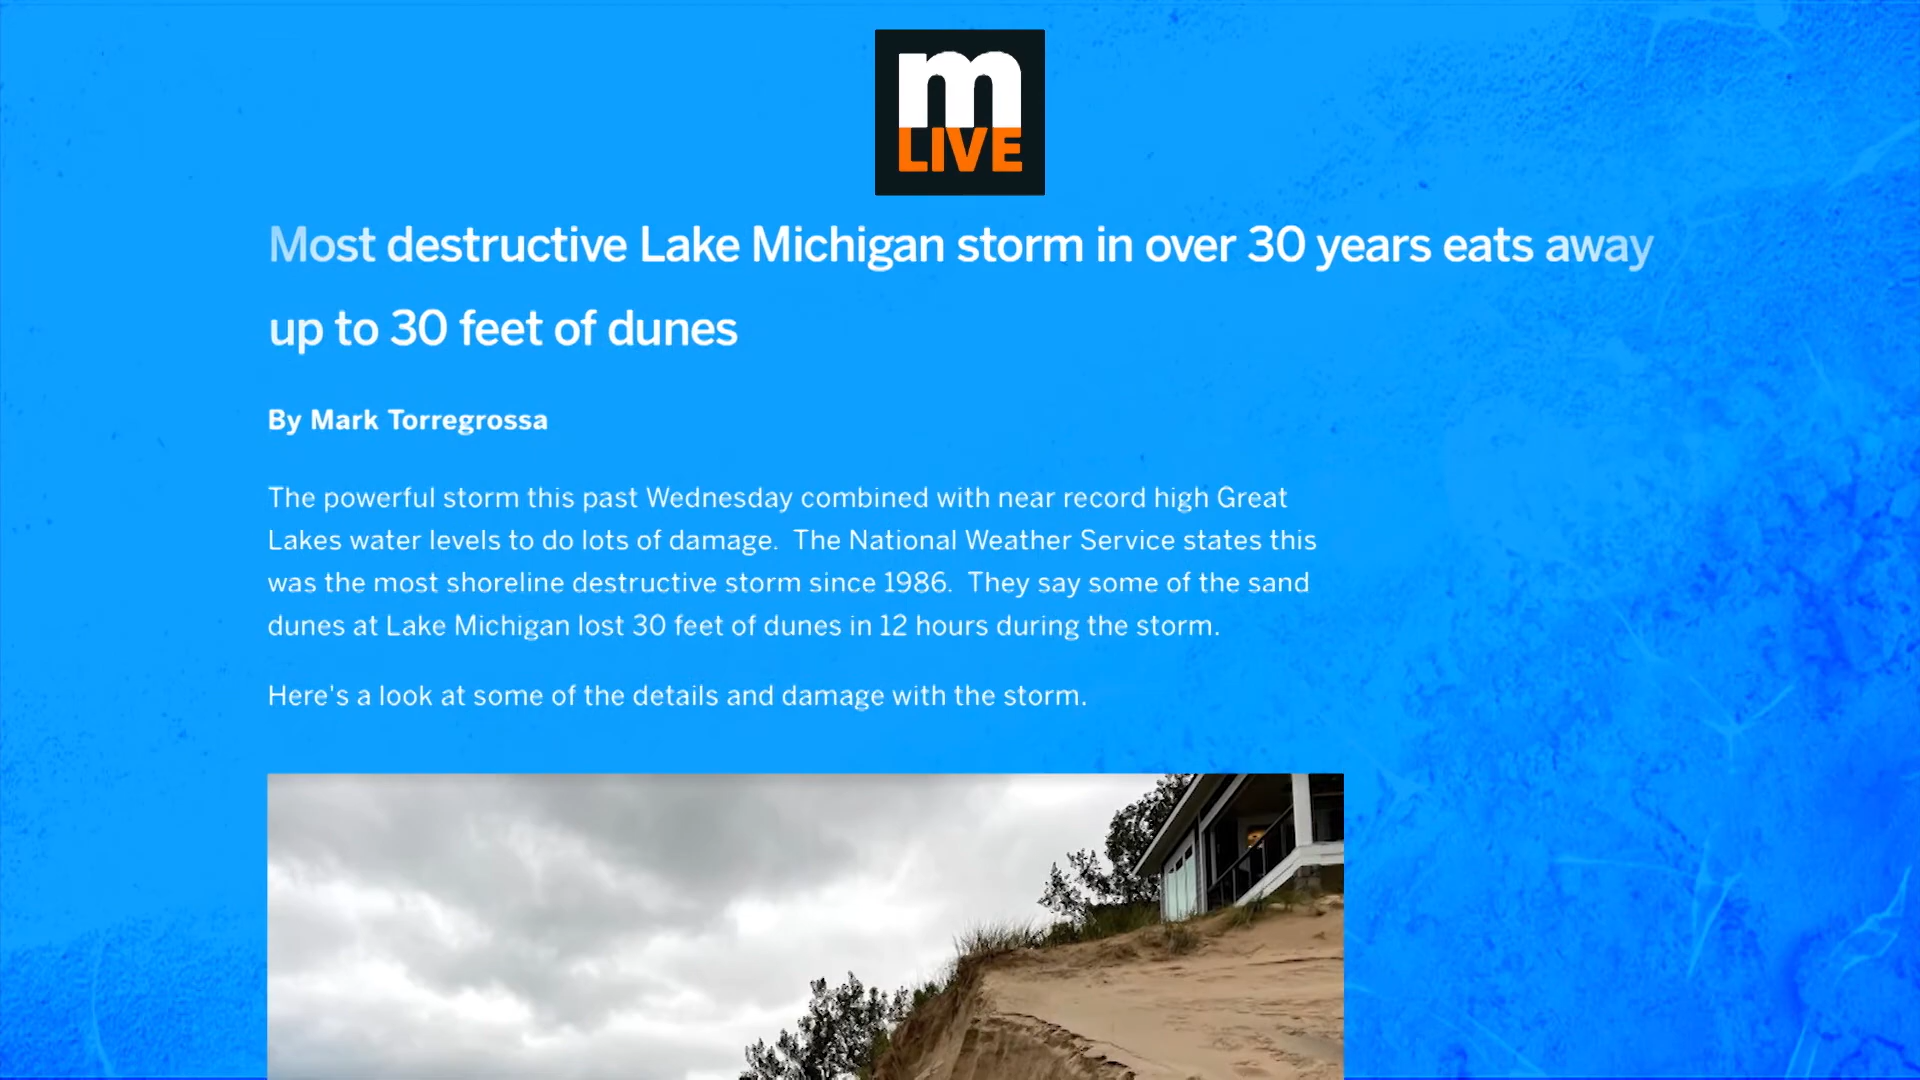 m
LIVE
Most destructive Lake Michigan storm in over 30 years eats away
up to 30 feet of dunes
By Mark Torregrossa
The powerful storm this past Wednesday combined with near record high Great
Lakes water levels to do lots of damage. The National Weather Service states this
was the most shoreline destructive storm since 1986. They say some of the sand
dunes at Lake Michigan lost 30 feet of dunes in 12 hours during the storm.
Here's a look at some of the details and damage with the storm.